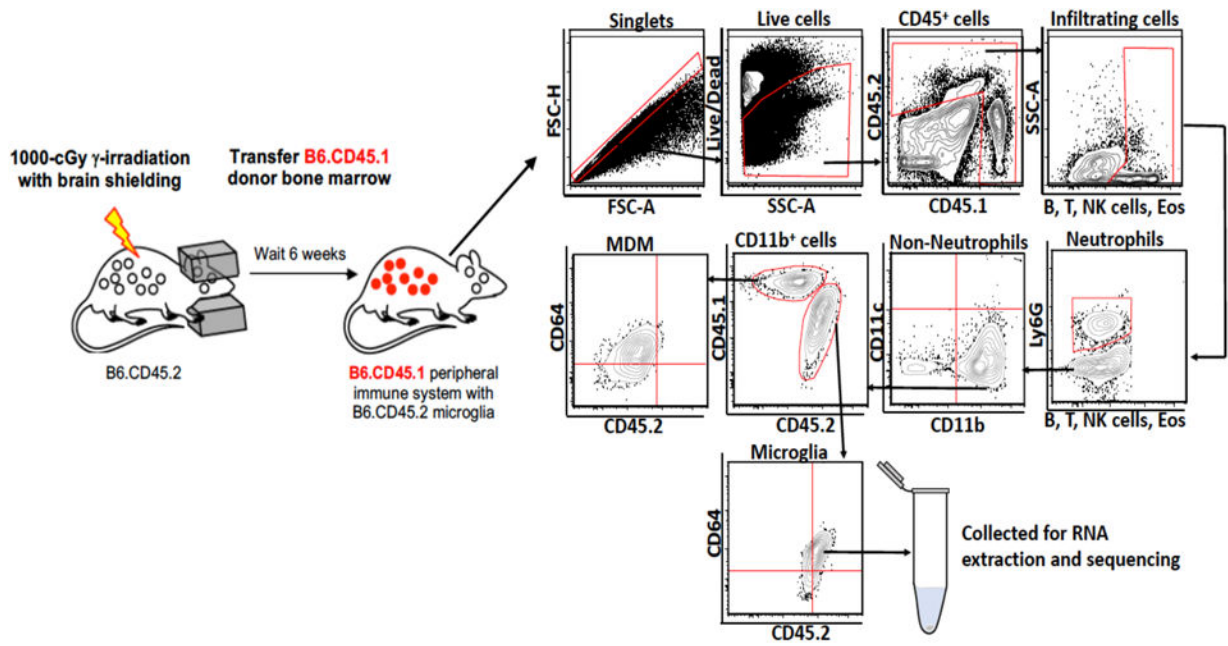 1000-cGy γ-irradiation
with brain shielding
Transfer B6.CD45.1
donor bone marrow
Wait 6 weeks
B6.CD45.2
B6.CD45.1 peripheral
immune system with
B6.CD45.2 microglia
Singlets
FSC-H
FSC-A
Live cells
Live/Dead
SSC-A
CD45⁺ cells
CD45.2
CD45.1
Infiltrating cells
SSC-A
B, T, NK cells, Eos
MDM
CD64
CD45.2
CD11b⁺ cells
CD45.1
CD45.2
Non-Neutrophils
CD11c
CD11b
Neutrophils
Ly6G
B, T, NK cells, Eos
Microglia
CD64
CD45.2
Collected for RNA
extraction and sequencing